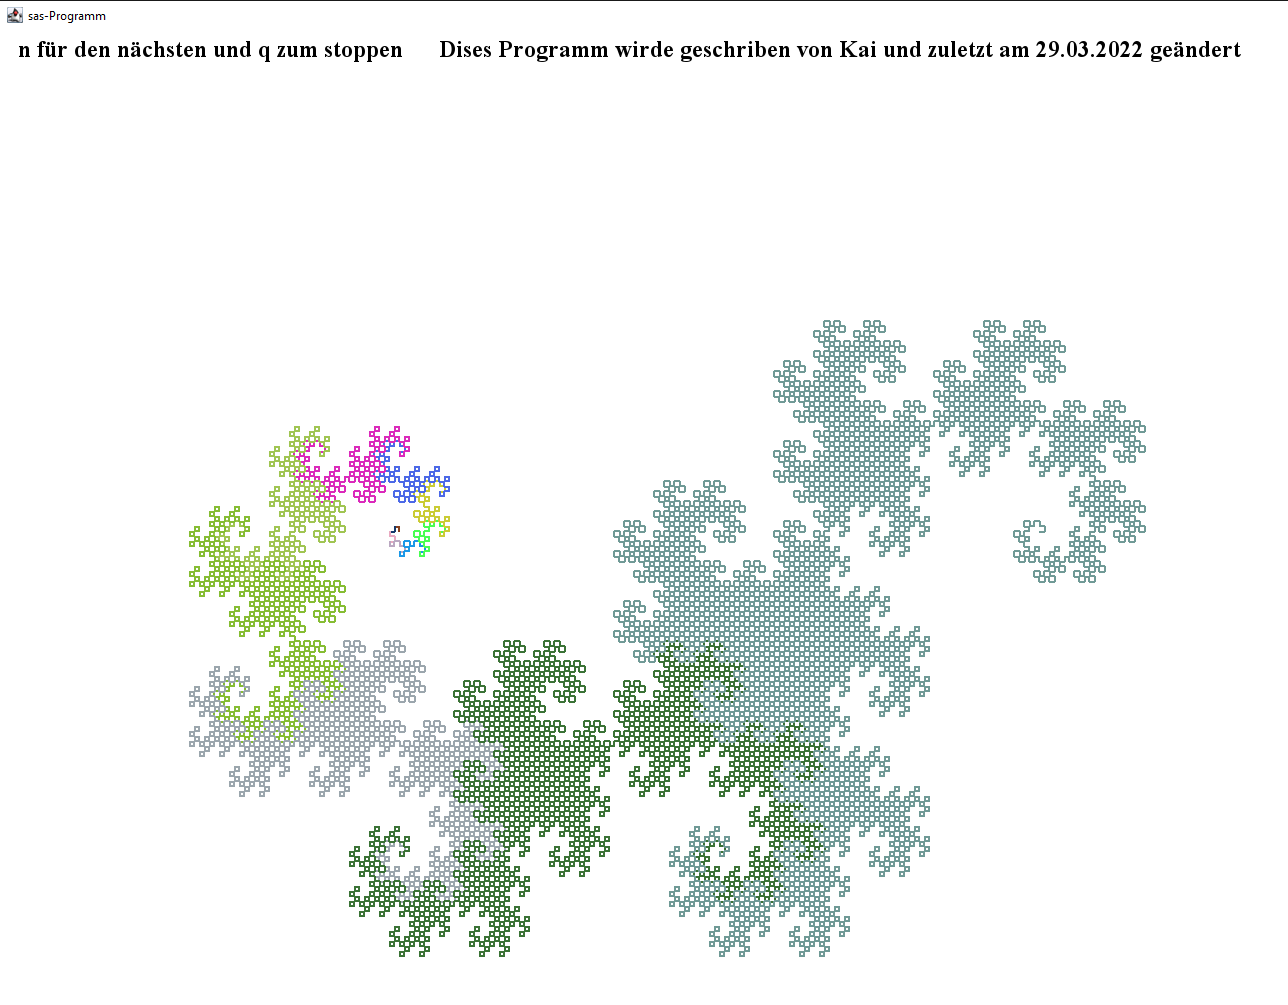 sas-Programm
n für den nächsten und q zum stoppen Dises Programm wirde geschriben von Kai und zuletzt am 29.03.2022 geändert